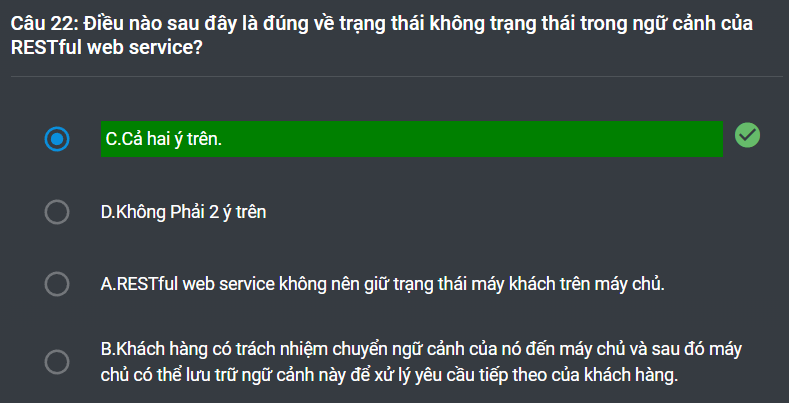 Câu 22: Điều nào sau đây là đúng về trạng thái không trạng thái trong ngữ cảnh của
RESTful web service?
C.Cả hai ý trên.
D.Không Phải 2 ý trên
A.RESTful web service không nên giữ trạng thái máy khách trên máy chủ.
B.Khách hàng có trách nhiệm chuyển ngữ cảnh của nó đến máy chủ và sau đó máy
chủ có thể lưu trữ ngữ cảnh này để xử lý yêu cầu tiếp theo của khách hàng.